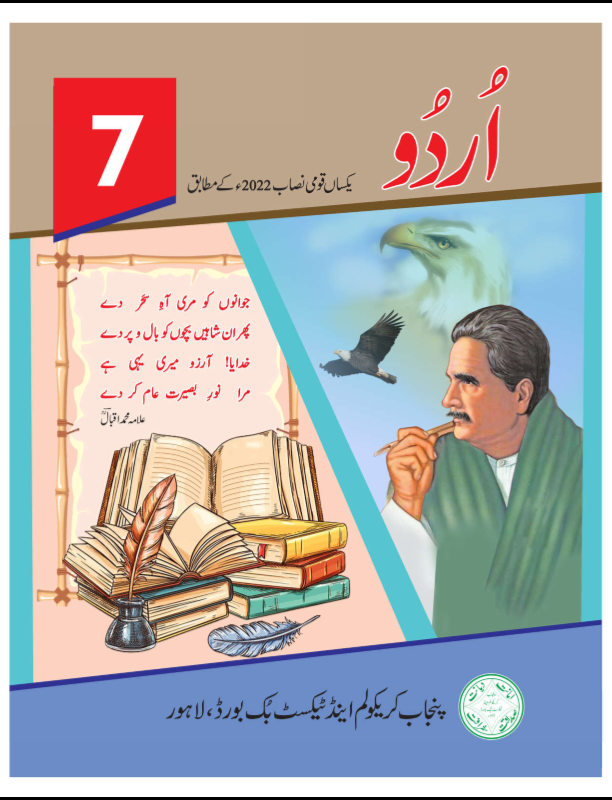 اُردُو
7
یکساں قومی نصاب 2022ء کے مطابق
جوانوں کو مری آہِ سحَر دے
پھر ان شاہیں بچوں کو بال و پر دے
خدایا! آرزو میری یہی ہے
مرا نورِ بصیرت عام کر دے
علامہ محمد اقبالؒ
پنجاب کریکولم اینڈ ٹیکسٹ بُک بورڈ، لاہور